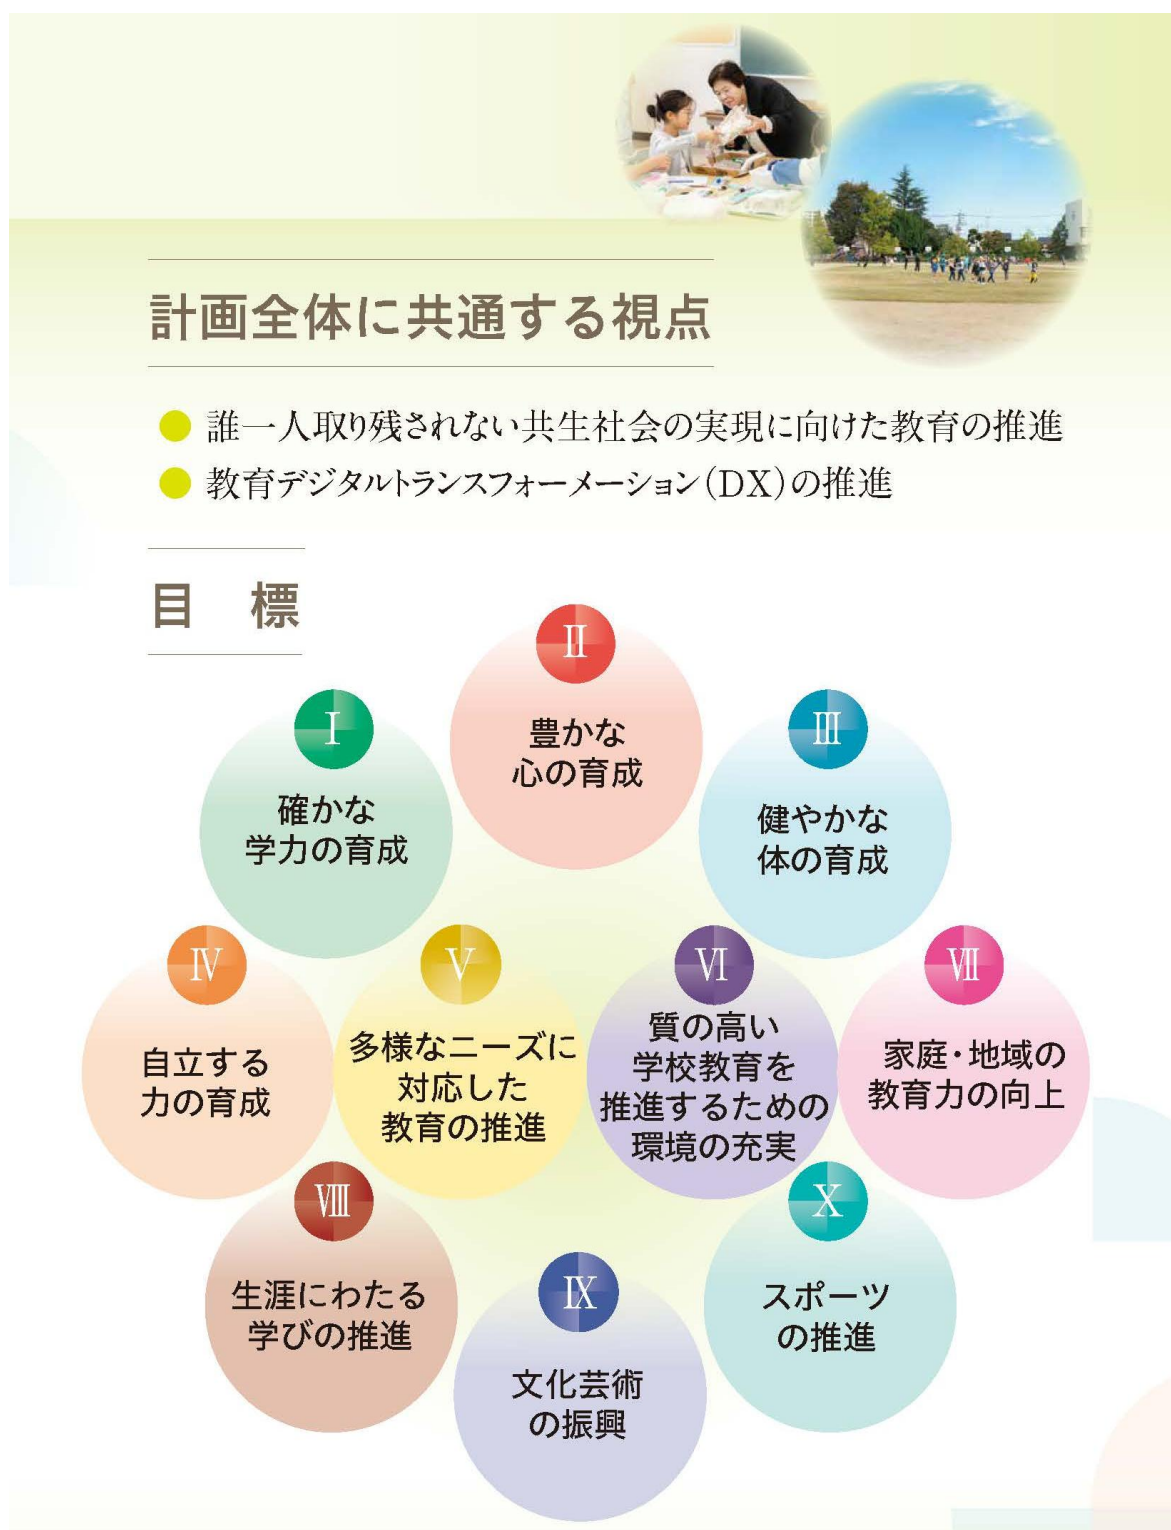 計画全体に共通する視点
● 誰一人取り残されない共生社会の実現に向けた教育の推進
● 教育デジタルトランスフォーメーション(DX)の推進
目　標
Ⅰ
確かな
学力の育成
Ⅱ
豊かな
心の育成
Ⅲ
健やかな
体の育成
Ⅳ
自立する
力の育成
Ⅴ
多様なニーズに
対応した
教育の推進
Ⅵ
質の高い
学校教育を
推進するための
環境の充実
Ⅶ
家庭・地域の
教育力の向上
Ⅷ
生涯にわたる
学びの推進
Ⅸ
文化芸術
の振興
Ⅹ
スポーツ
の推進